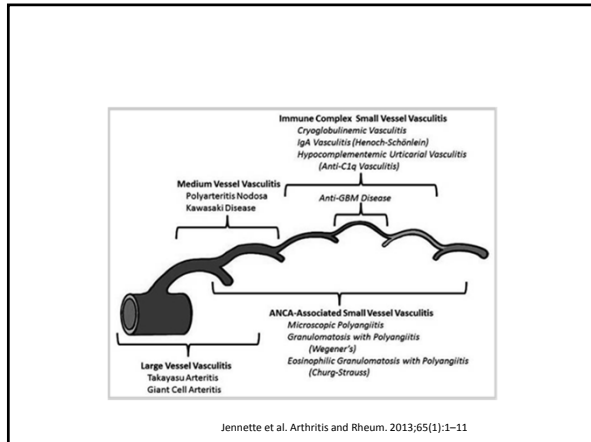 Immune Complex Small Vessel Vasculitis
Cryoglobulinemic Vasculitis
IgA Vasculitis (Henoch-Schönlein)
Hypocomplementemic Urticarial Vasculitis
(Anti-C1q Vasculitis)
Medium Vessel Vasculitis
Polyarteritis Nodosa
Kawasaki Disease
Anti-GBM Disease
ANCA-Associated Small Vessel Vasculitis
Microscopic Polyangiitis
Granulomatosis with Polyangiitis
(Wegener's)
Eosinophilic Granulomatosis with Polyangiitis
(Churg-Strauss)
Large Vessel Vasculitis
Takayasu Arteritis
Giant Cell Arteritis
Jennette et al. Arthritis and Rheum. 2013;65(1):1–11